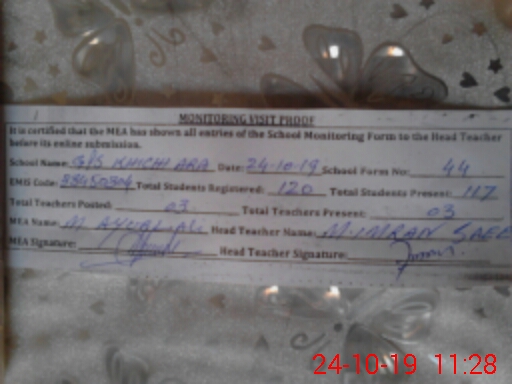 MONITORING VISIT PROOF
It is certified that the MEA has shown all entries of the School Monitoring Form to the Head Teacher
before its online submission.
School Name: G/S KHICHI ARA Date: 24-10-19 School Form No: 44
EMIS Code: Total Students Registered: 120 Total Students Present: 117
Total Teachers Posted: 03 Total Teachers Present: 03
MEA Name: M AYUB Head Teacher Name: M. IMRAN SAEE
MEA Signature: Head Teacher Signature:
24-10-19 11:28